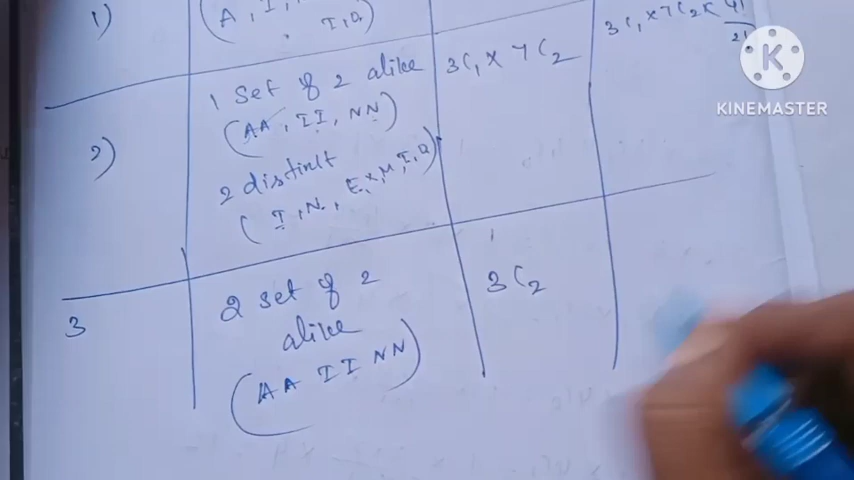 1)
(A, I,
I, O)
2)
1 set of 2 alike
(AA, II, NN)
2 distinct
(I, N, E, X, M, T, O)
3C1 x 7C2
3C1 x 7C2 x 4!/2!
3
2 set of 2
alike
(AA II NN)
3C2
K
KINEMASTER